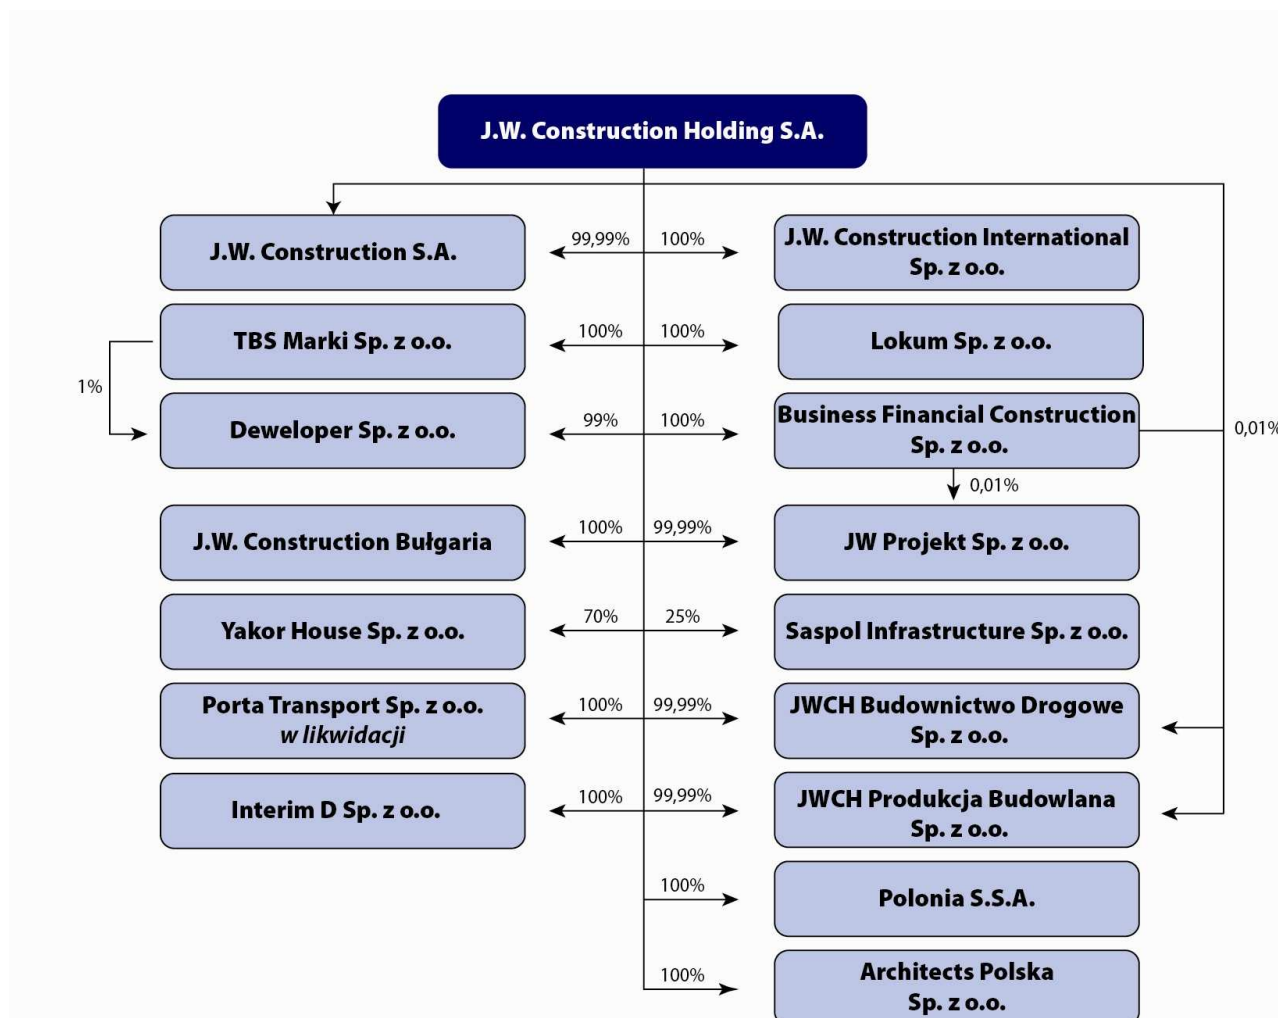 J.W. Construction Holding S.A.
J.W. Construction S.A.
99,99%
100%
J.W. Construction International
Sp. z o.o.
TBS Marki Sp. z o.o.
100%
100%
Lokum Sp. z o.o.
1%
Deweloper Sp. z o.o.
99%
100%
Business Financial Construction
Sp. z o.o.
0,01%
0,01%
J.W. Construction Bułgaria
100%
99,99%
JW Projekt Sp. z o.o.
Yakor House Sp. z o.o.
70%
25%
Saspol Infrastructure Sp. z o.o.
Porta Transport Sp. z o.o.
w likwidacji
100%
99,99%
JWCH Budownictwo Drogowe
Sp. z o.o.
Interim D Sp. z o.o.
100%
99,99%
JWCH Produkcja Budowlana
Sp. z o.o.
100%
Polonia S.S.A.
100%
Architects Polska
Sp. z o.o.